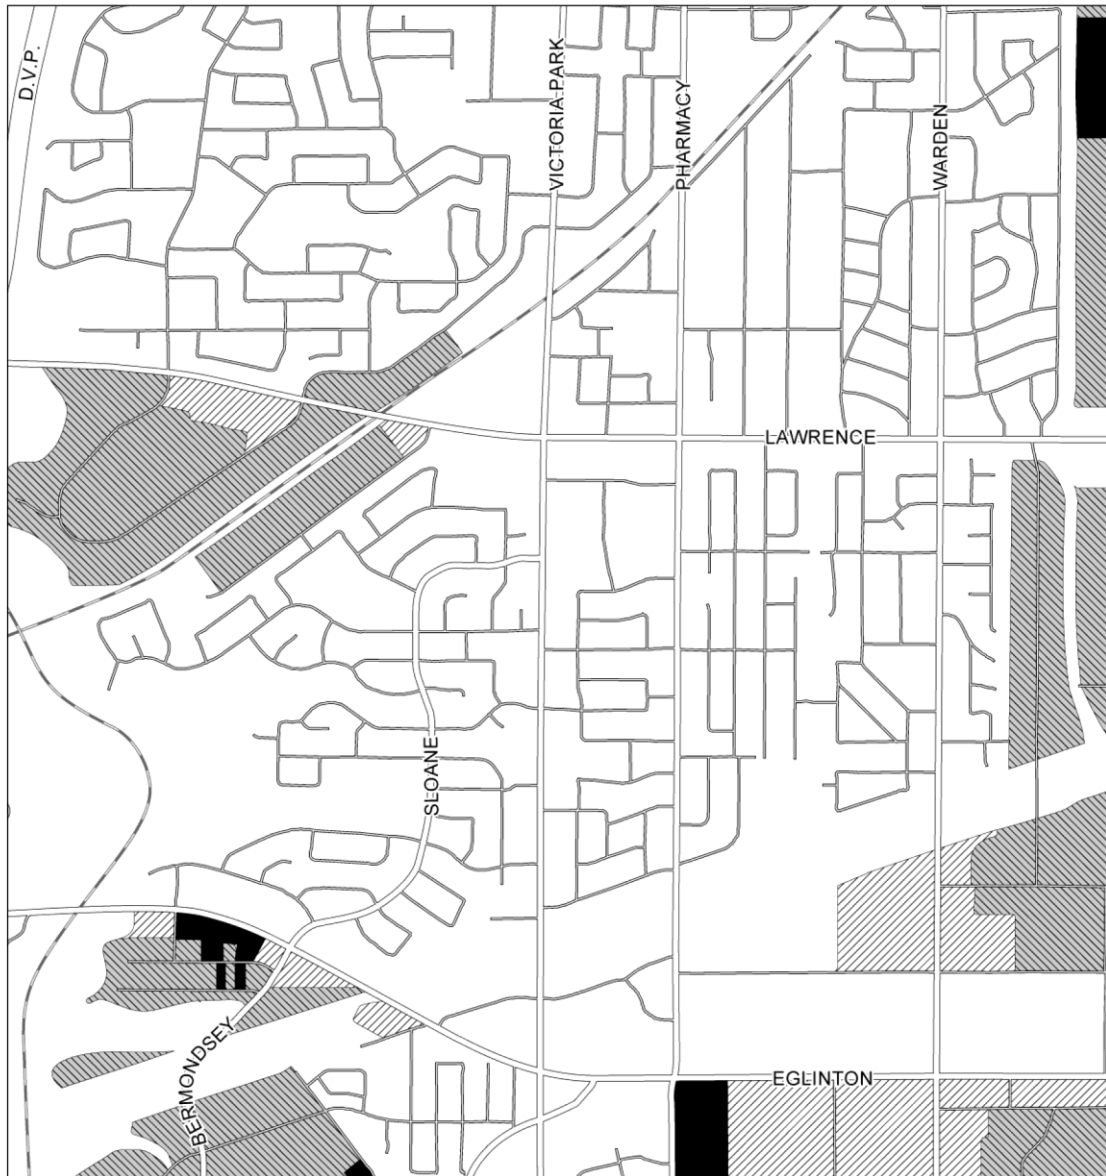 D.V.P.
VICTORIA PARK
PHARMACY
WARDEN
LAWRENCE
SLOANE
BERMONDSEY
EGLINTON